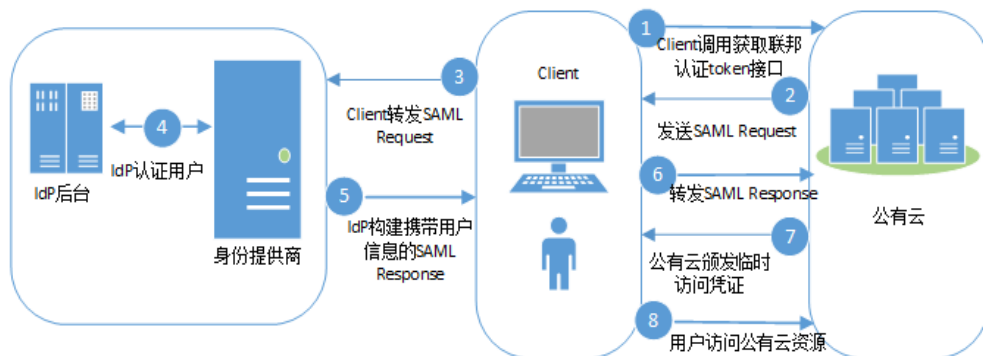 1
Client调用获取联邦
认证token接口
2
发送SAML Request
3
Client转发SAML
Request
4
IdP认证用户
IdP后台
身份提供商
5
IdP构建携带用户
信息的SAML
Response
Client
6
转发SAML Response
7
公有云颁发临时
访问凭证
8
用户访问公有云资源
公有云